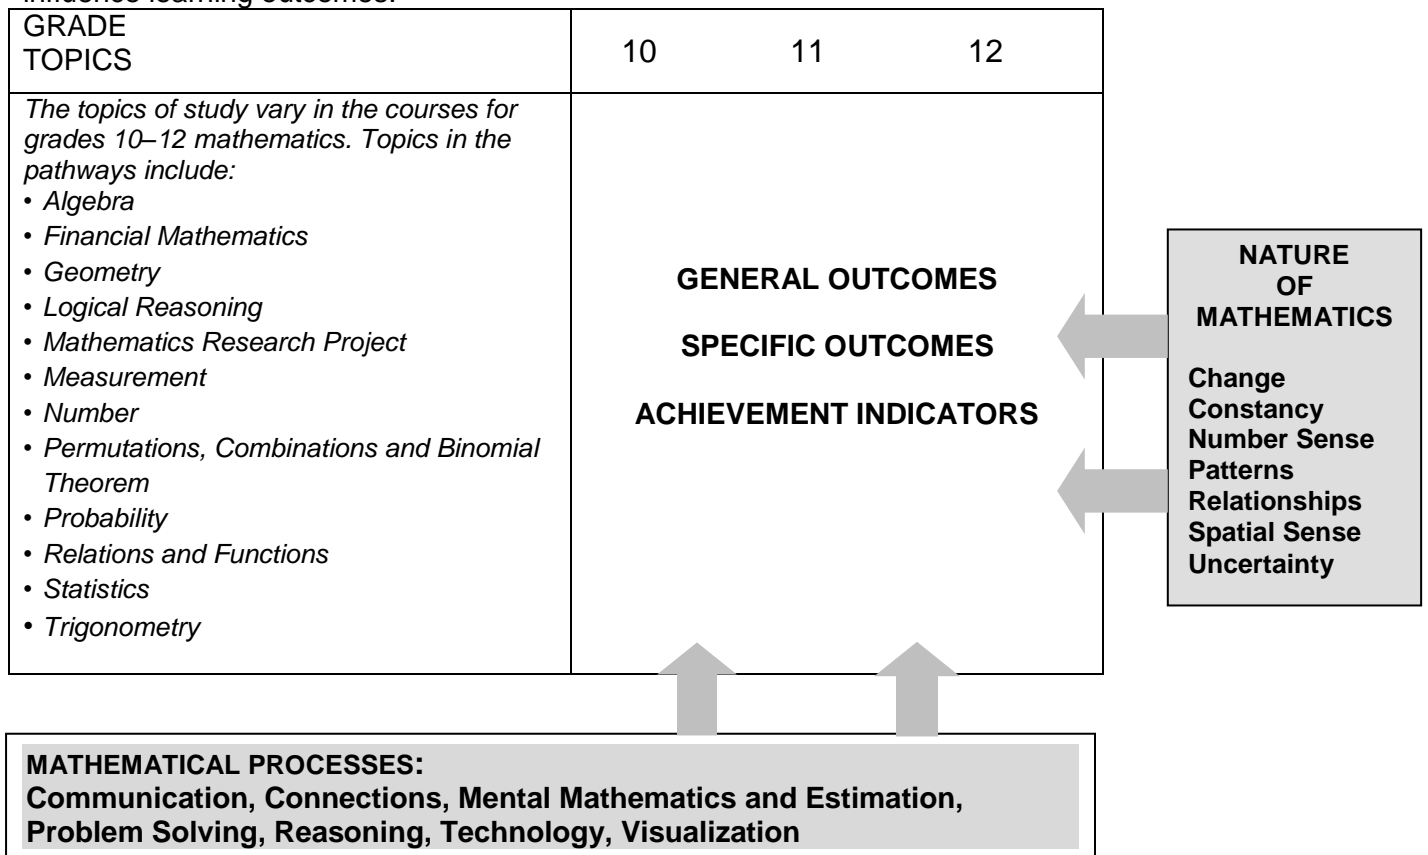 influence learning outcomes.
GRADE
TOPICS
10 11 12
The topics of study vary in the courses for
grades 10–12 mathematics. Topics in the
pathways include:
• Algebra
• Financial Mathematics
• Geometry
• Logical Reasoning
• Mathematics Research Project
• Measurement
• Number
• Permutations, Combinations and Binomial
Theorem
• Probability
• Relations and Functions
• Statistics
• Trigonometry
GENERAL OUTCOMES
SPECIFIC OUTCOMES
ACHIEVEMENT INDICATORS
NATURE
OF
MATHEMATICS
Change
Constancy
Number Sense
Patterns
Relationships
Spatial Sense
Uncertainty
MATHEMATICAL PROCESSES:
Communication, Connections, Mental Mathematics and Estimation,
Problem Solving, Reasoning, Technology, Visualization